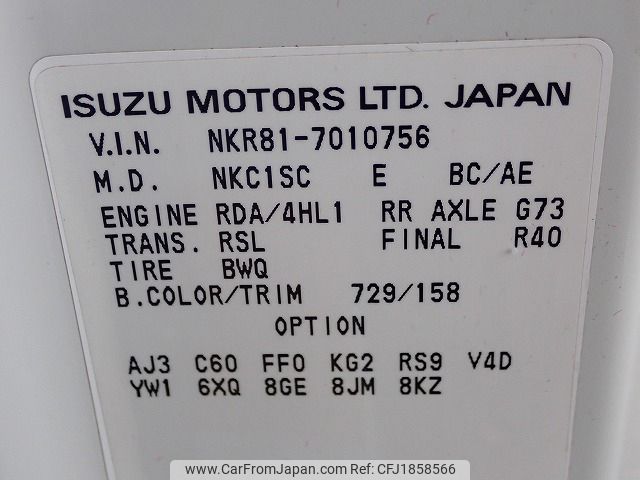 ISUZU MOTORS LTD. JAPAN
V.I.N. NKR81-7010756
M.D. NKC1SC E BC/AE
ENGINE RDA/4HL1 RR AXLE G73
TRANS. RSL FINAL R40
TIRE BWQ
B.COLOR/TRIM 729/158
OPTION
AJ3 C60 FF0 KG2 RS9 V4D
YW1 6XQ 8GE 8JM 8KZ
www.CarFromJapan.com - Car No. CFJ1858566